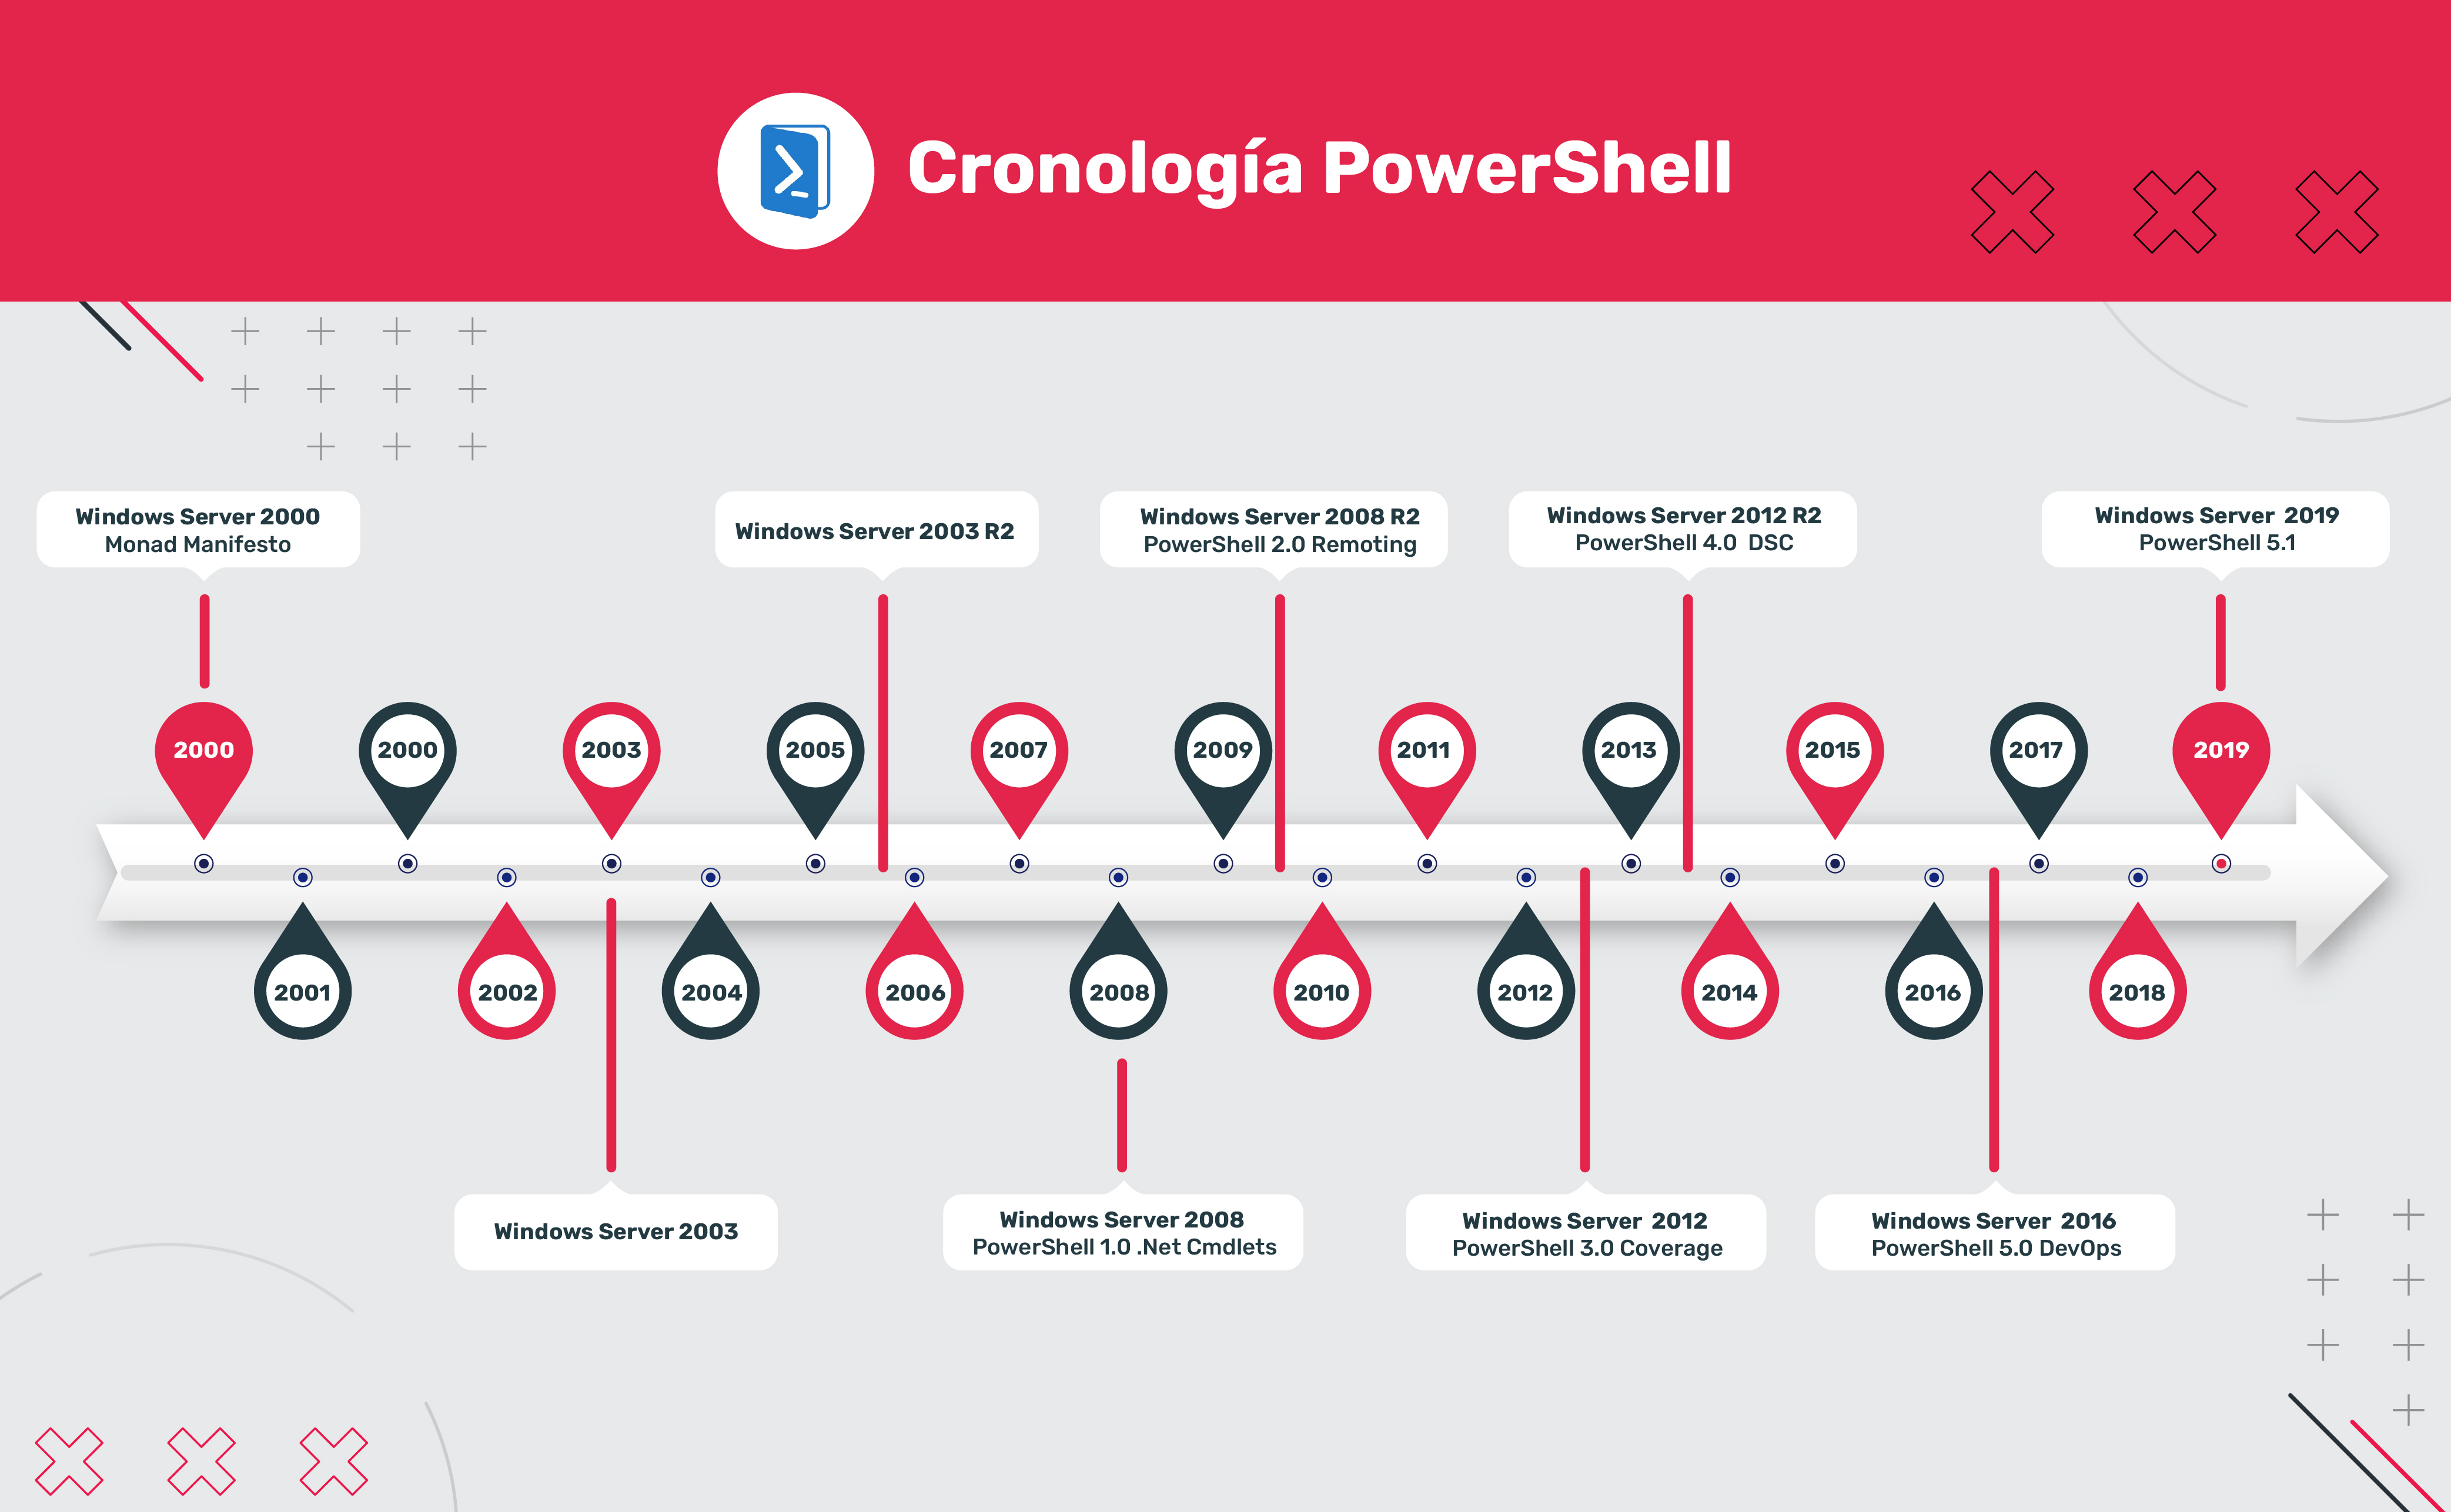 Cronología PowerShell
Windows Server 2000
Monad Manifesto
Windows Server 2003 R2
Windows Server 2008 R2
PowerShell 2.0 Remoting
Windows Server 2012 R2
PowerShell 4.0 DSC
Windows Server 2019
PowerShell 5.1
2000
2000
2003
2005
2007
2009
2011
2013
2015
2017
2019
2001
2002
2004
2006
2008
2010
2012
2014
2016
2018
Windows Server 2003
Windows Server 2008
PowerShell 1.0 .Net Cmdlets
Windows Server 2012
PowerShell 3.0 Coverage
Windows Server 2016
PowerShell 5.0 DevOps